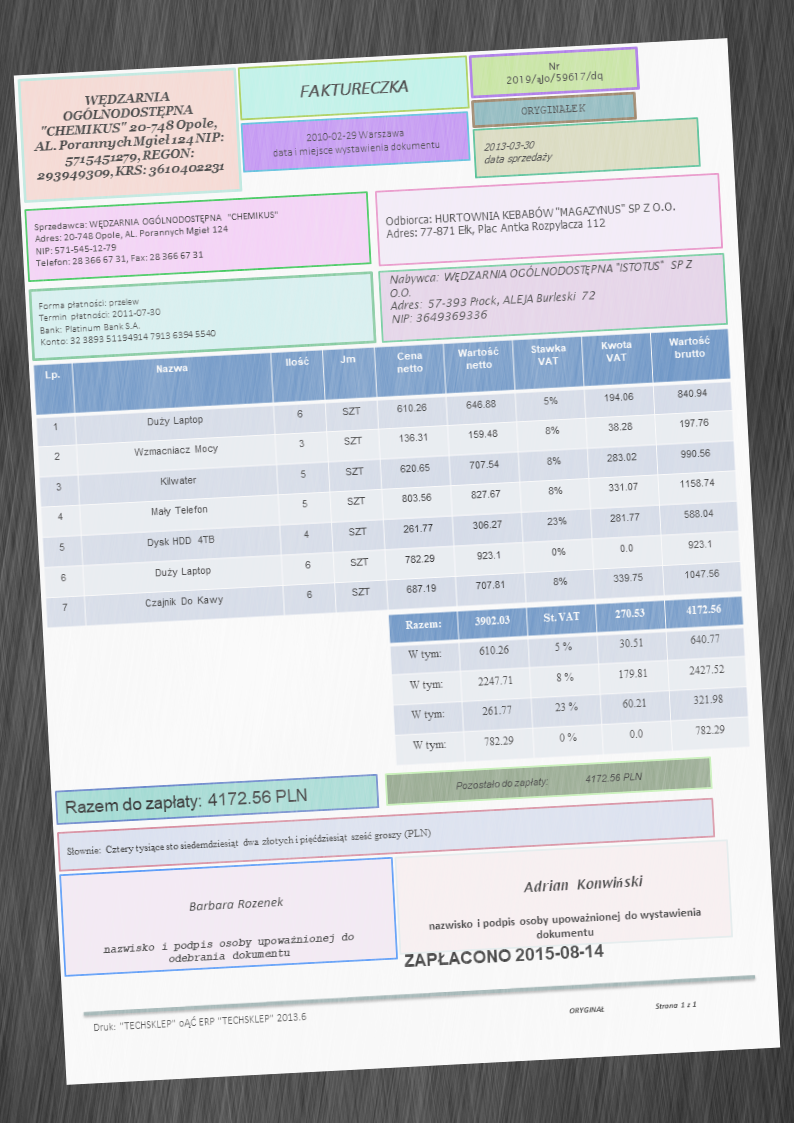 WĘDZARNIA
OGÓLNODOSTĘPNA
"CHEMIKUS" 20-748 Opole,
AL. Porannych Mgieł 124 NIP:
5715451279, REGON:
293949309, KRS: 3610402231
FAKTURECZKA
Nr
2019/ąJo/59617/dq
ORYGINAŁEK
2010-02-29 Warszawa
data i miejsce wystawienia dokumentu
2013-03-30
data sprzedaży
Sprzedawca: WĘDZARNIA OGÓLNODOSTĘPNA "CHEMIKUS"
Adres: 20-748 Opole, AL. Porannych Mgieł 124
NIP: 571-545-12-79
Telefon: 28 366 67 31, Fax: 28 366 67 31
Odbiorca: HURTOWNIA KEBABÓW "MAGAZYNUS" SP Z O.O.
Adres: 77-871 Ełk, Plac Antka Rozpylacza 112
Forma płatności: przelew
Termin płatności: 2011-07-30
Bank: Platinum Bank S.A.
Konto: 32 3893 51194914 7913 6394 5540
Nabywca: WĘDZARNIA OGÓLNODOSTĘPNA "ISTOTUS" SP Z
O.O.
Adres: 57-393 Płock, ALEJA Burleski 72
NIP: 3649369336
Lp. Nazwa Ilość Jm Cena netto Wartość netto Stawka VAT Kwota VAT Wartość brutto
1 Duży Laptop 6 SZT 610.26 646.88 5% 194.06 840.94
2 Wzmacniacz Mocy 3 SZT 136.31 159.48 8% 38.28 197.76
3 Kilwater 5 SZT 620.65 707.54 8% 283.02 990.56
4 Mały Telefon 5 SZT 803.56 827.67 8% 331.07 1158.74
5 Dysk HDD 4TB 4 SZT 261.77 306.27 23% 281.77 588.04
6 Duży Laptop 6 SZT 782.29 923.1 0% 0.0 923.1
7 Czajnik Do Kawy 6 SZT 687.19 707.81 8% 339.75 1047.56
Razem: 3902.03 St. VAT 270.53 4172.56
W tym: 610.26 5 % 30.51 640.77
W tym: 2247.71 8 % 179.81 2427.52
W tym: 261.77 23 % 60.21 321.98
W tym: 782.29 0 % 0.0 782.29
Razem do zapłaty: 4172.56 PLN
Pozostało do zapłaty: 4172.56 PLN
Słownie: Cztery tysiące sto siedemdziesiąt dwa złotych i pięćdziesiąt sześć groszy (PLN)
Barbara Rozenek
nazwisko i podpis osoby upoważnionej do
odebrania dokumentu
Adrian Konwiński
nazwisko i podpis osoby upoważnionej do wystawienia
dokumentu
ZAPŁACONO 2015-08-14
Druk: "TECHSKLEP" oĄĆ ERP "TECHSKLEP" 2013.6
ORYGINAŁ
Strona 1 z 1